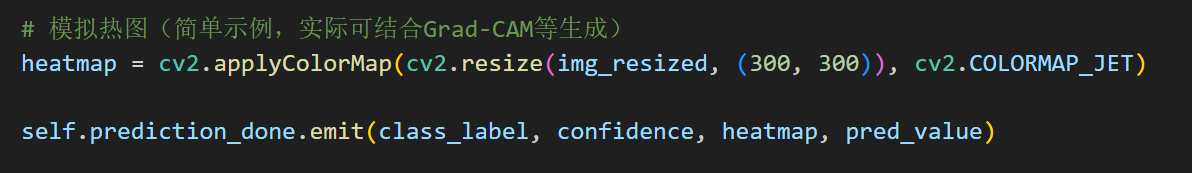 # 模拟热图（简单示例，实际可结合Grad-CAM等生成）
heatmap = cv2.applyColorMap(cv2.resize(img_resized, (300, 300)), cv2.COLORMAP_JET)
self.prediction_done.emit(class_label, confidence, heatmap, pred_value)